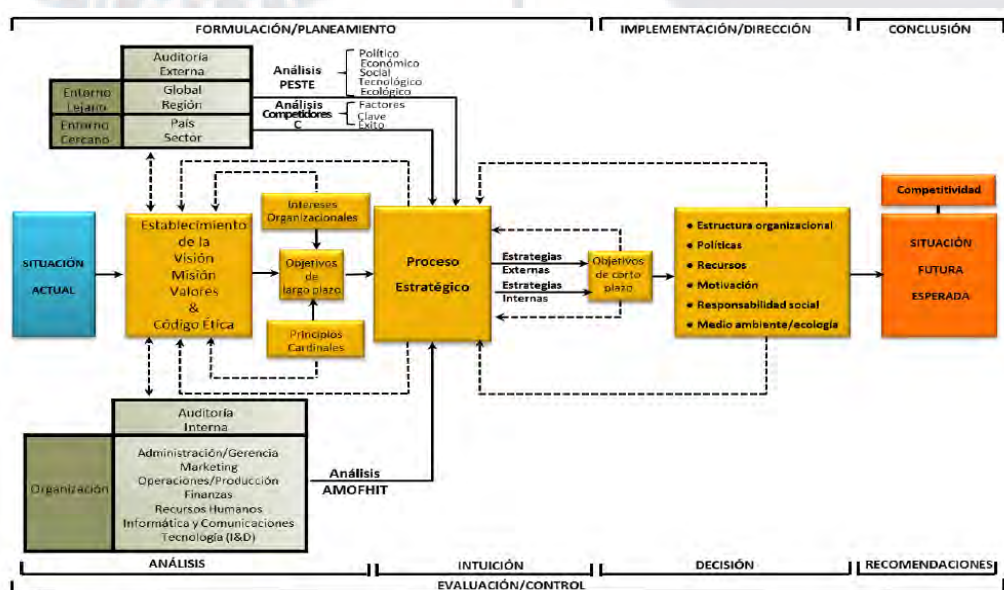 FORMULACIÓN/PLANEAMIENTO
IMPLEMENTACIÓN/DIRECCIÓN
CONCLUSIÓN
Auditoría
Externa
Entorno
Lejano
Global
Región
Entorno
Cercano
País
Sector
Análisis
PESTE
Político
Económico
Social
Tecnológico
Ecológico
Análisis
Competidores
C
Factores
Clave
Éxito
SITUACIÓN
ACTUAL
Establecimiento
de la
Visión
Misión
Valores
&
Código Ética
Intereses
Organizacionales
Objetivos
de
largo plazo
Principios
Cardinales
Proceso
Estratégico
Estrategias
Externas
Estrategias
Internas
Objetivos
de corto
plazo
● Estructura organizacional
● Políticas
● Recursos
● Motivación
● Responsabilidad social
● Medio ambiente/ecología
Competitividad
SITUACIÓN
FUTURA
ESPERADA
Auditoría
Interna
Organización
Administración/Gerencia
Marketing
Operaciones/Producción
Finanzas
Recursos Humanos
Informática y Comunicaciones
Tecnología (I&D)
Análisis
AMOFHIT
ANÁLISIS
INTUICIÓN
DECISIÓN
RECOMENDACIONES
EVALUACIÓN/CONTROL